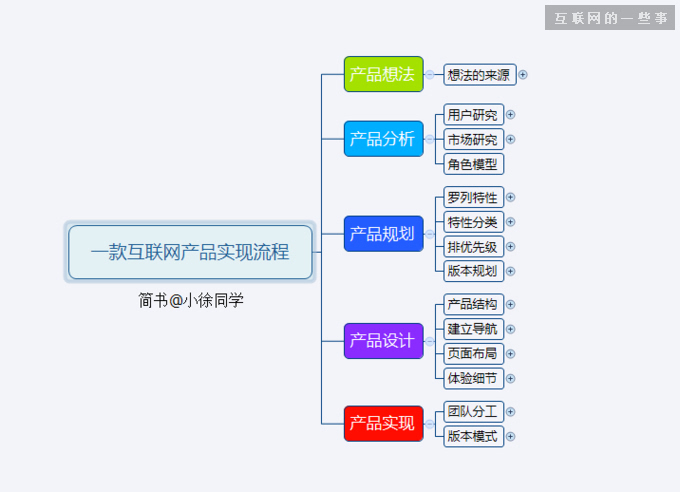 互联网的一些事
产品想法
想法的来源
产品分析
用户研究
市场研究
角色模型
产品规划
罗列特性
特性分类
排优先级
版本规划
一款互联网产品实现流程
简书@小徐同学
产品设计
产品结构
建立导航
页面布局
体验细节
产品实现
团队分工
版本模式